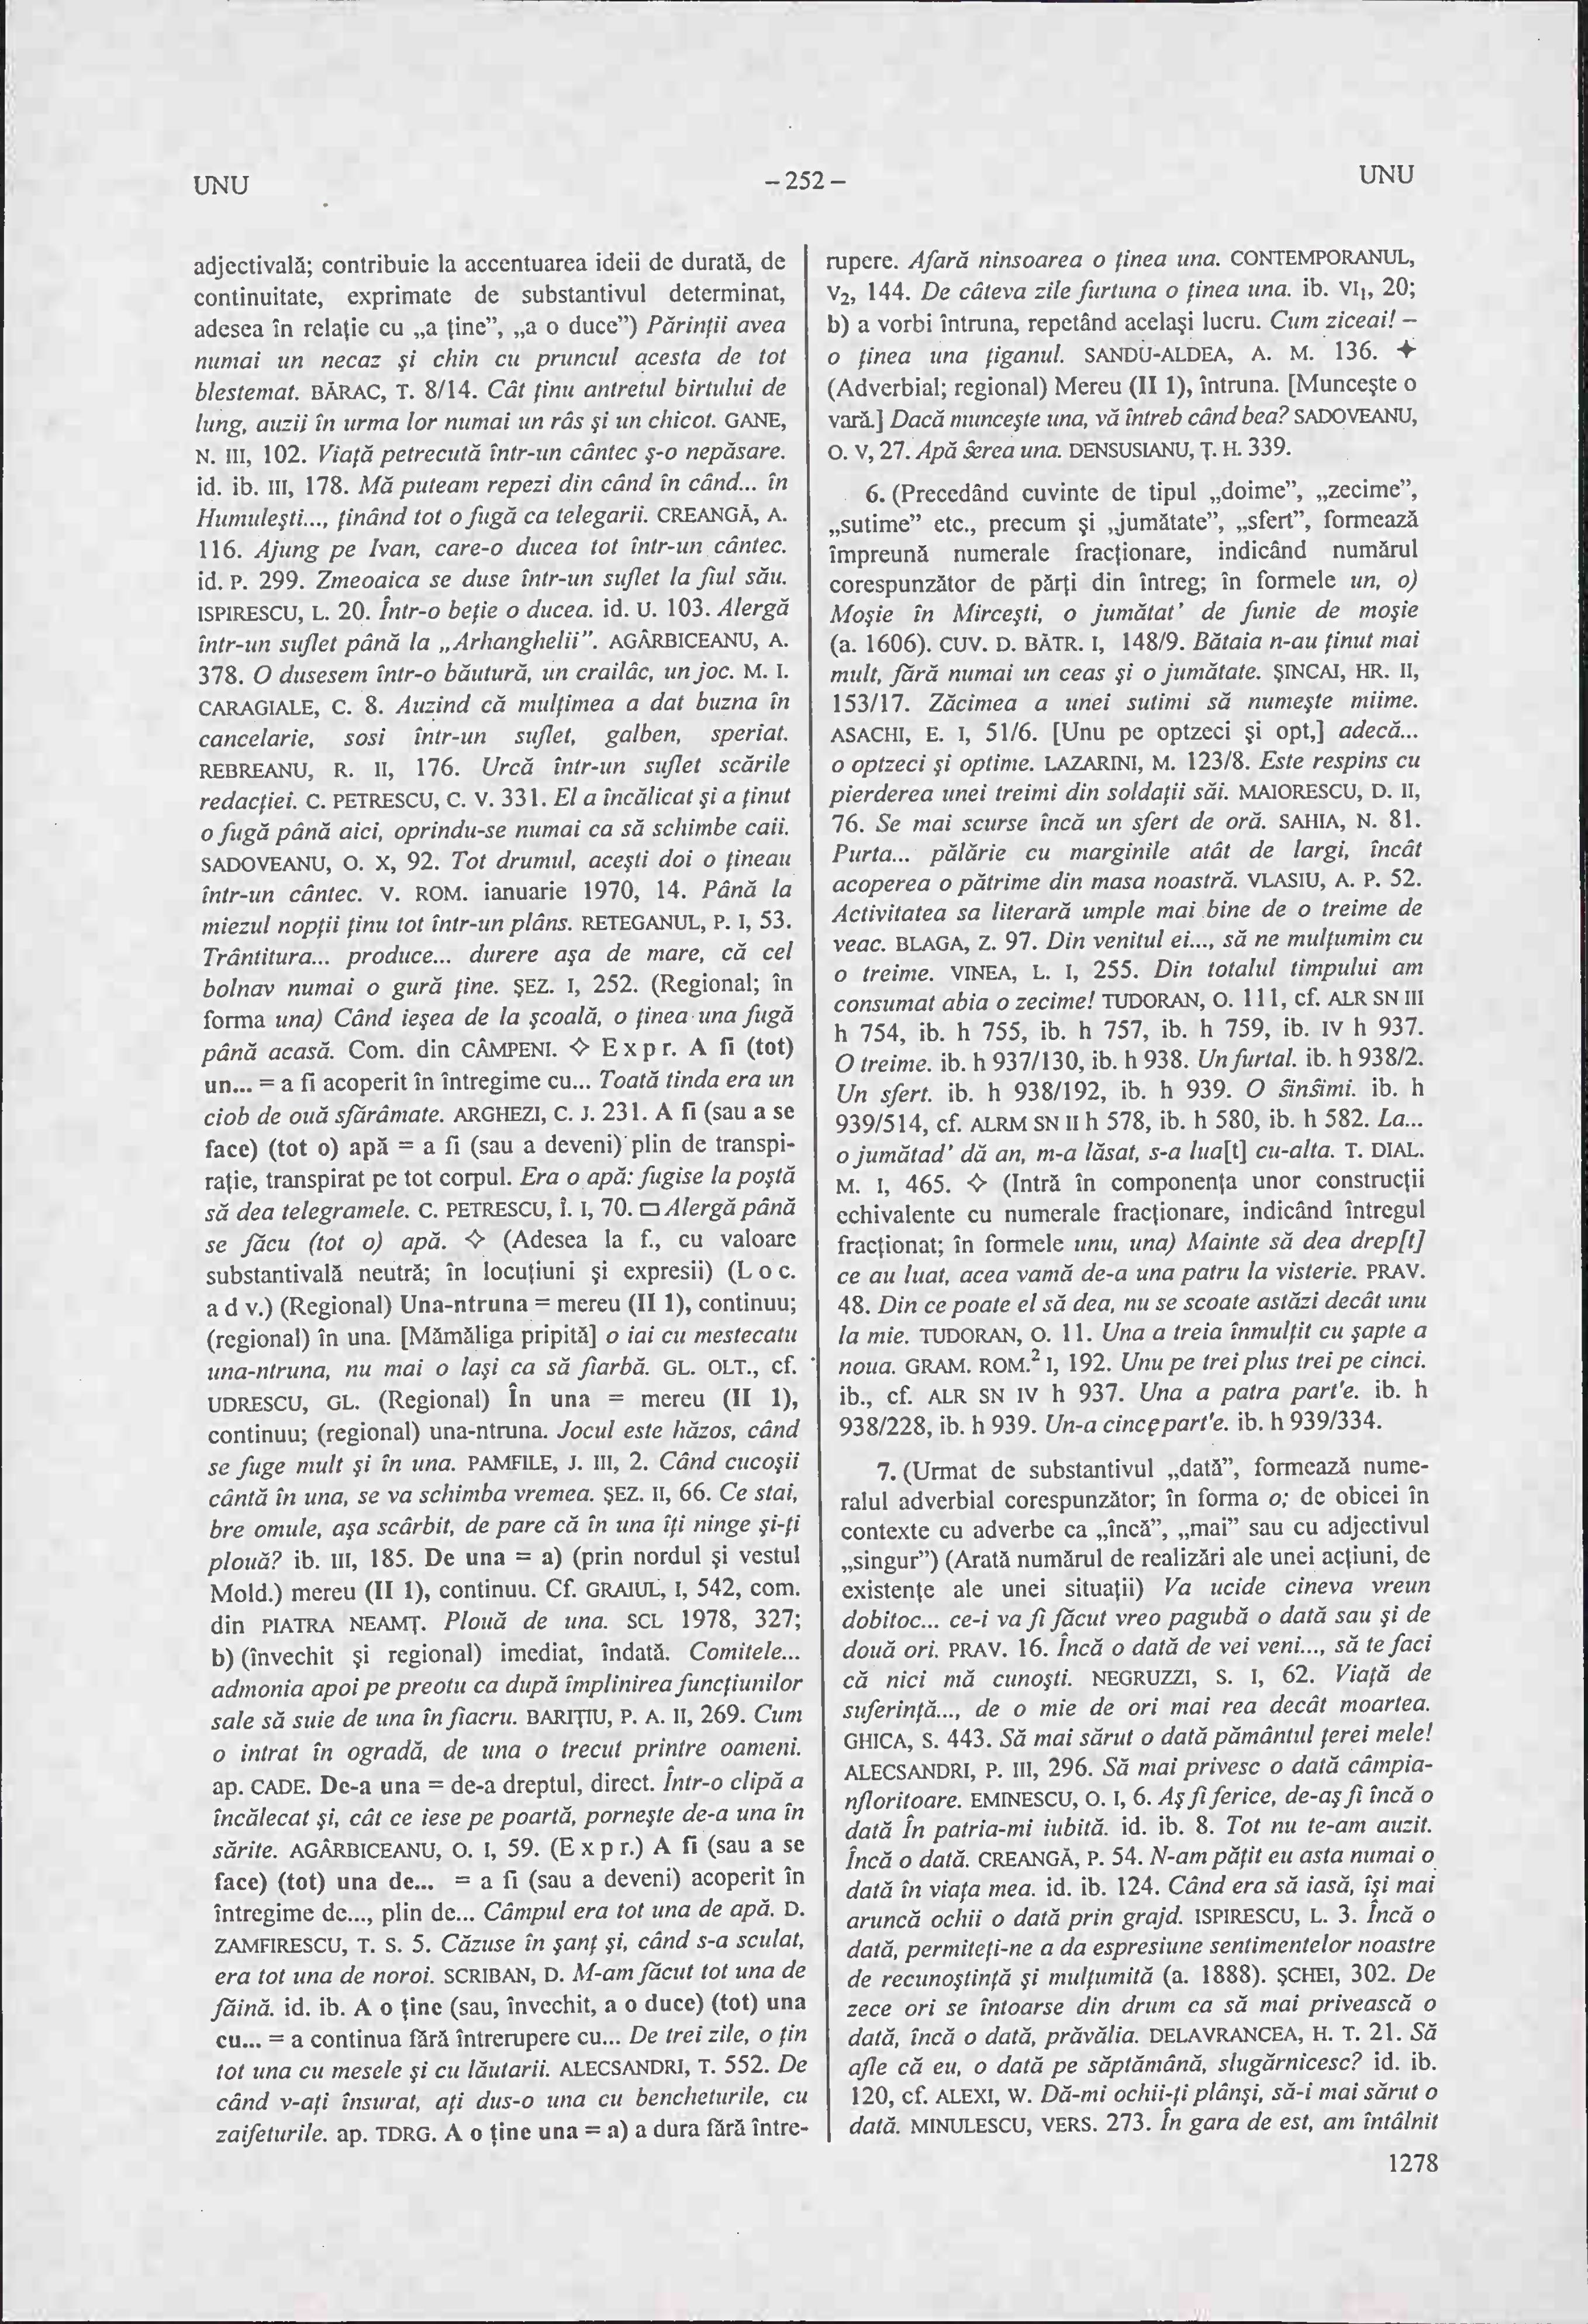 UNU
-252-
UNU
adjectivală; contribuie la accentuarea ideii de durată, de
continuitate, exprimate de substantivul determinat,
adesea în relaţie cu „a ţine”, „a o duce”) Părinţii avea
numai un necaz şi chin cu pruncul acesta de tot
blestemat. BĂRAC, T. 8/14. Cât ţinu antretul birtului de
lung, auzii în urma lor numai un râs şi un chicot. GANE,
N. III, 102. Viaţă petrecută într-un cântec ş-o nepăsare.
id. ib. III, 178. Mă puteam repezi din când în când... în
Humuleşti..., ţinând tot o fugă ca telegarii. CREANGĂ, A.
116. Ajung pe Ivan, care-o ducea tot într-un cântec.
id. P. 299. Zmeoaica se duse într-un suflet la fiul său.
ISPIRESCU, L. 20. Într-o beţie o ducea. id. U. 103. Alergă
într-un suflet până la „Arhanghelii”. AGÂRBICEANU, A.
378. O dusesem într-o băutură, un crailâc, un joc. M. I.
CARAGIALE, C. 8. Auzind că mulţimea a dat buzna în
cancelarie, sosi într-un suflet, galben, speriat.
REBREANU, R. II, 176. Urcă într-un suflet scările
redacţiei. C. PETRESCU, C. V. 331. El a încălicat şi a ţinut
o fugă până aici, oprindu-se numai ca să schimbe caii.
SADOVEANU, O. X, 92. Tot drumul, aceşti doi o ţineau
într-un cântec. V. ROM. ianuarie 1970, 14. Până la
miezul nopţii ţinu tot într-un plâns. RETEGANUL, P. I, 53.
Trântitura... produce... durere aşa de mare, că cel
bolnav numai o gură ţine. ŞEZ. I, 252. (Regional; în
forma una) Când ieşea de la şcoală, o ţinea una fugă
până acasă. Com. din CÂMPENI. ◇ Expr. A fi (tot)
un... = a fi acoperit în întregime cu... Toată tinda era un
ciob de ouă sfărâmate. ARGHEZI, C. J. 231. A fi (sau a se
face) (tot o) apă = a fi (sau a deveni) plin de transpi-
raţie, transpirat pe tot corpul. Era o apă: fugise la poştă
să dea telegramele. C. PETRESCU, Î. I, 70. □ Alergă până
se făcu (tot o) apă. ◇ (Adesea la f., cu valoare
substantivală neutră; în locuţiuni şi expresii) (Loc.
adv.) (Regional) Una-ntruna = mereu (II 1), continuu;
(regional) în una. [Mămăliga pripită] o iai cu mestecatu
una-ntruna, nu mai o laşi ca să fiarbă. GL. OLT., cf.
UDRESCU, GL. (Regional) În una = mereu (II 1),
continuu; (regional) una-ntruna. Jocul este hăzos, când
se fuge mult şi în una. PAMFILE, J. III, 2. Când cucoşii
cântă în una, se va schimba vremea. ŞEZ. II, 66. Ce stai,
bre omule, aşa scârbit, de pare că în una îţi ninge şi-ţi
plouă? ib. III, 185. De una = a) (prin nordul şi vestul
Mold.) mereu (II 1), continuu. Cf. GRAIUL, I, 542, com.
din PIATRA NEAMŢ. Plouă de una. SCL 1978, 327;
b) (învechit şi regional) imediat, îndată. Comitele...
admonia apoi pe preotu ca după împlinirea funcţiunilor
sale să suie de una în fiacru. BARIŢIU, P. A. II, 269. Cum
o intrat în ogradă, de una o trecut printre oameni.
ap. CADE. De-a una = de-a dreptul, direct. Într-o clipă a
încălecat şi, cât ce iese pe poartă, porneşte de-a una în
sărite. AGÂRBICEANU, O. I, 59. (Expr.) A fi (sau a se
face) (tot) una de... = a fi (sau a deveni) acoperit în
întregime de..., plin de... Câmpul era tot una de apă. D.
ZAMFIRESCU, T. S. 5. Căzuse în şanţ şi, când s-a sculat,
era tot una de noroi. SCRIBAN, D. M-am făcut tot una de
făină. id. ib. A o ţine (sau, învechit, a o duce) (tot) una
cu... = a continua fără întrerupere cu... De trei zile, o ţin
tot una cu mesele şi cu lăutarii. ALECSANDRI, T. 552. De
când v-aţi însurat, aţi dus-o una cu bencheturile, cu
zaifeturile. ap. TDRG. A o ţine una = a) a dura fără între-
rupere. Afară ninsoarea o ţinea una. CONTEMPORANUL,
V₂, 144. De câteva zile furtuna o ţinea una. ib. VI₁, 20;
b) a vorbi întruna, repetând acelaşi lucru. Cum ziceai! –
o ţinea una ţiganul. SANDU-ALDEA, A. M. 136. ✦
(Adverbial; regional) Mereu (II 1), întruna. [Munceşte o
vară.] Dacă munceşte una, vă întreb când bea? SADOVEANU,
O. V, 27. Apă ŝerea una. DENSUSIANU, Ţ. H. 339.
6. (Precedând cuvinte de tipul „doime”, „zecime”,
„sutime” etc., precum şi „jumătate”, „sfert”, formează
împreună numerale fracţionare, indicând numărul
corespunzător de părţi din întreg; în formele un, o)
Moşie în Mirceşti, o jumătat’ de funie de moşie
(a. 1606). CUV. D. BĂTR. I, 148/9. Bătaia n-au ţinut mai
mult, fără numai un ceas şi o jumătate. ŞINCAI, HR. II,
153/17. Zăcimea a unei sutimi să numeşte miime.
ASACHI, E. I, 51/6. [Unu pe optzeci şi opt,] adecă...
o optzeci şi optime. LAZARINI, M. 123/8. Este respins cu
pierderea unei treimi din soldaţii săi. MAIORESCU, D. II,
76. Se mai scurse încă un sfert de oră. SAHIA, N. 81.
Purta... pălărie cu marginile atât de largi, încât
acoperea o pătrime din masa noastră. VLASIU, A. P. 52.
Activitatea sa literară umple mai bine de o treime de
veac. BLAGA, Z. 97. Din venitul ei..., să ne mulţumim cu
o treime. VINEA, L. I, 255. Din totalul timpului am
consumat abia o zecime! TUDORAN, O. 111, cf. ALR SN III
h 754, ib. h 755, ib. h 757, ib. h 759, ib. IV h 937.
O treime. ib. h 937/130, ib. h 938. Un furtal. ib. h 938/2.
Un sfert. ib. h 938/192, ib. h 939. O ŝinŝimi. ib. h
939/514, cf. ALRM SN II h 578, ib. h 580, ib. h 582. La...
o jumătad’ dă an, m-a lăsat, s-a lua[t] cu-alta. T. DIAL.
M. I, 465. ◇ (Intră în componenţa unor construcţii
echivalente cu numerale fracţionare, indicând întregul
fracţionat; în formele unu, una) Mainte să dea drep[t]
ce au luat, acea vamă de-a una patru la visterie. PRAV.
48. Din ce poate el să dea, nu se scoate astăzi decât unu
la mie. TUDORAN, O. 11. Una a treia înmulţit cu şapte a
noua. GRAM. ROM.² I, 192. Unu pe trei plus trei pe cinci.
ib., cf. ALR SN IV h 937. Una a patra part'e. ib. h
938/228, ib. h 939. Un-a cincę part'e. ib. h 939/334.
7. (Urmat de substantivul „dată”, formează nume-
ralul adverbial corespunzător; în forma o; de obicei în
contexte cu adverbe ca „încă”, „mai” sau cu adjectivul
„singur”) (Arată numărul de realizări ale unei acţiuni, de
existenţe ale unei situaţii) Va ucide cineva vreun
dobitoc... ce-i va fi făcut vreo pagubă o dată sau şi de
două ori. PRAV. 16. Încă o dată de vei veni..., să te faci
că nici mă cunoşti. NEGRUZZI, S. I, 62. Viaţă de
suferinţă..., de o mie de ori mai rea decât moartea.
GHICA, S. 443. Să mai sărut o dată pământul ţerei mele!
ALECSANDRI, P. III, 296. Să mai privesc o dată câmpia-
nfloritoare. EMINESCU, O. I, 6. Aş fi ferice, de-aş fi încă o
dată În patria-mi iubită. id. ib. 8. Tot nu te-am auzit.
Încă o dată. CREANGĂ, P. 54. N-am păţit eu asta numai o
dată în viaţa mea. id. ib. 124. Când era să iasă, îşi mai
aruncă ochii o dată prin grajd. ISPIRESCU, L. 3. Încă o
dată, permiteţi-ne a da espresiune sentimentelor noastre
de recunoştinţă şi mulţumită (a. 1888). ŞCHEI, 302. De
zece ori se întoarse din drum ca să mai privească o
dată, încă o dată, prăvălia. DELAVRANCEA, H. T. 21. Să
afle că eu, o dată pe săptămână, slugărnicesc? id. ib.
120, cf. ALEXI, W. Dă-mi ochii-ţi plânşi, să-i mai sărut o
dată. MINULESCU, VERS. 273. În gara de est, am întâlnit
1278